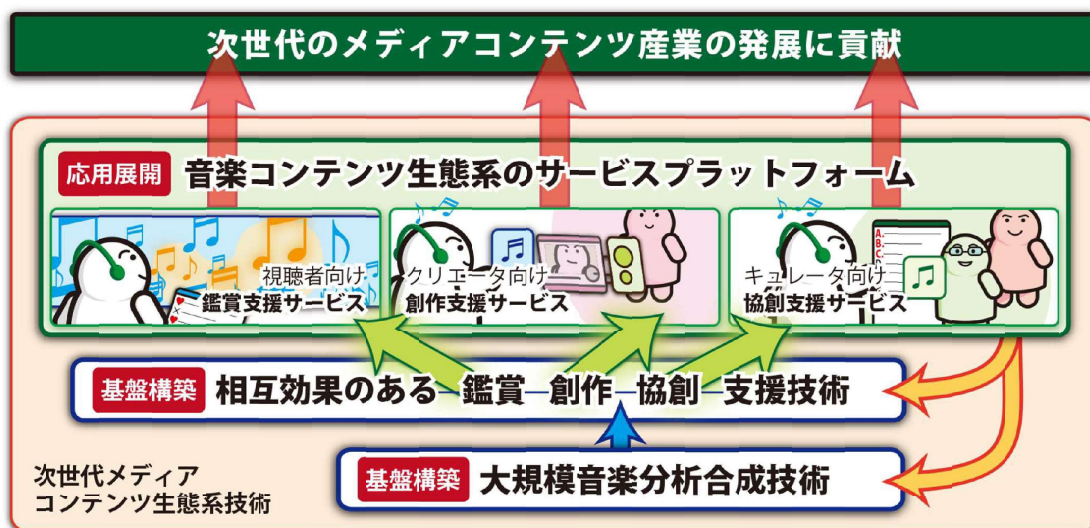 次世代のメディアコンテンツ産業の発展に貢献
応用展開 音楽コンテンツ生態系のサービスプラットフォーム
視聴者向け
鑑賞支援サービス
クリエータ向け
創作支援サービス
A.
B.
C.
キュレータ向け
協創支援サービス
基盤構築 相互効果のある 鑑賞 創作 協創 支援技術
基盤構築 大規模音楽分析合成技術
次世代メディア
コンテンツ生態系技術